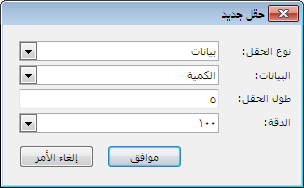 حقل جديد
نوع الحقل: بيانات
البيانات: الكمية
طول الحقل: ٥
الدقة: ١٠٠
موافق إلغاء الأمر